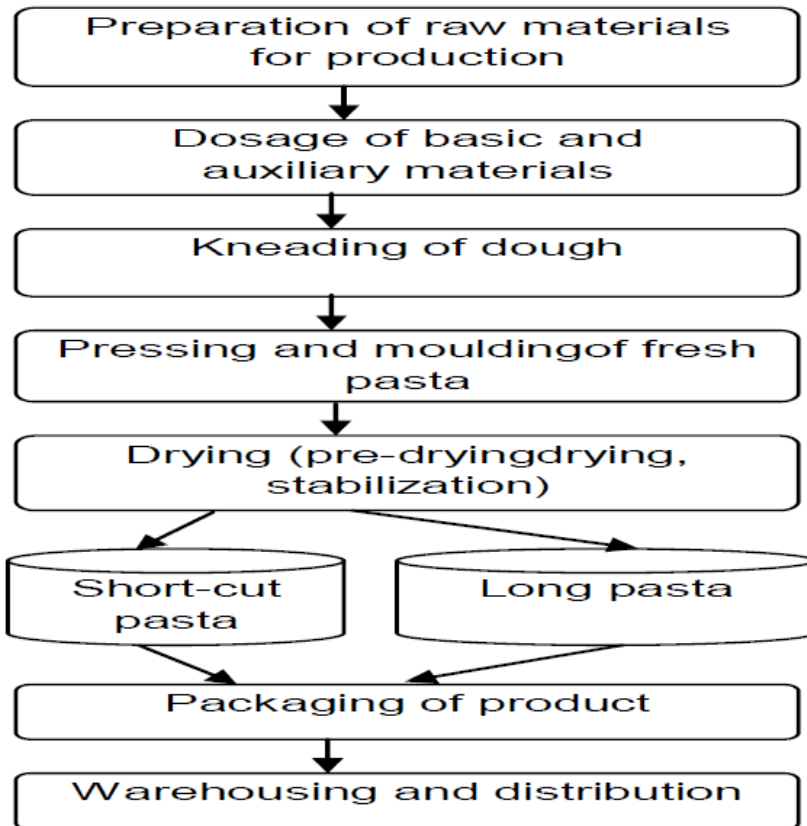 Preparation of raw materials
for production
Dosage of basic and
auxiliary materials
Kneading of dough
Pressing and mouldingof fresh
pasta
Drying (pre-dryingdrying,
stabilization)
Short-cut
pasta
Long pasta
Packaging of product
Warehousing and distribution